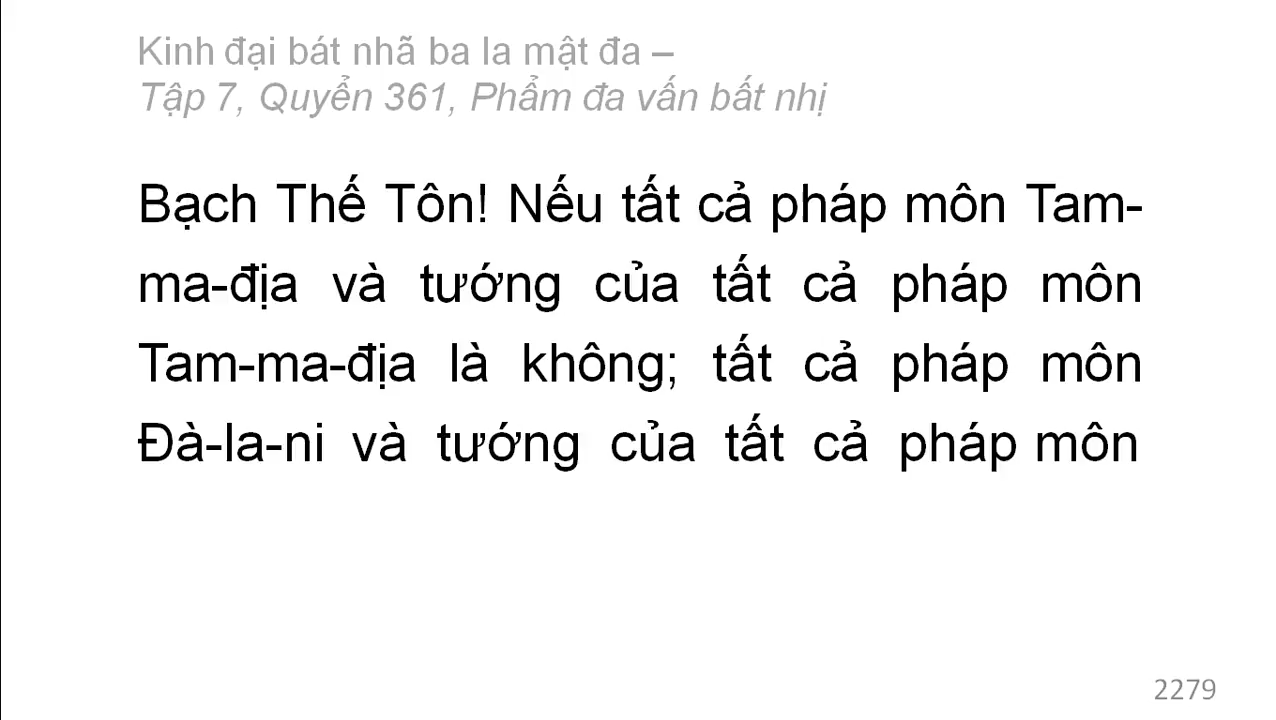 Kinh đại bát nhã ba la mật đa –
Tập 7, Quyển 361, Phẩm đa vấn bất nhị
Bạch Thế Tôn! Nếu tất cả pháp môn Tam-
ma-địa và tướng của tất cả pháp môn
Tam-ma-địa là không; tất cả pháp môn
Đà-la-ni và tướng của tất cả pháp môn
2279